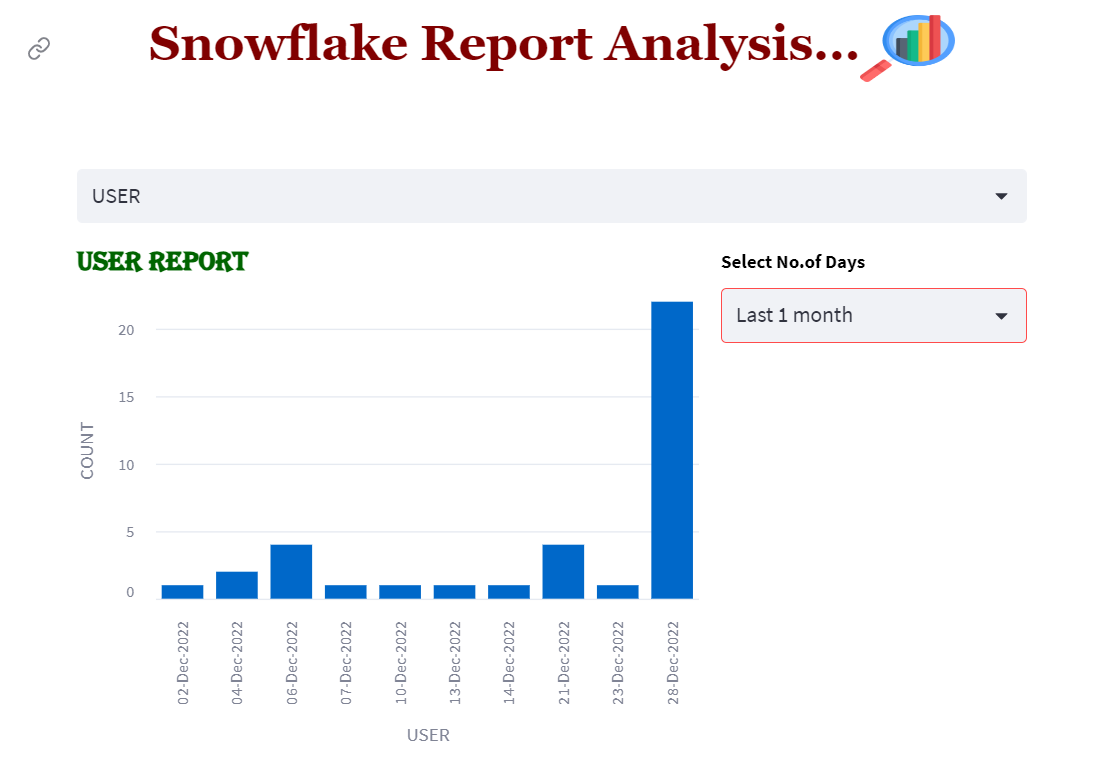 Snowflake Report Analysis...
USER
USER REPORT
Select No.of Days
Last 1 month
20
15
10
5
0
COUNT
02-Dec-2022
04-Dec-2022
06-Dec-2022
07-Dec-2022
10-Dec-2022
13-Dec-2022
14-Dec-2022
21-Dec-2022
23-Dec-2022
28-Dec-2022
USER